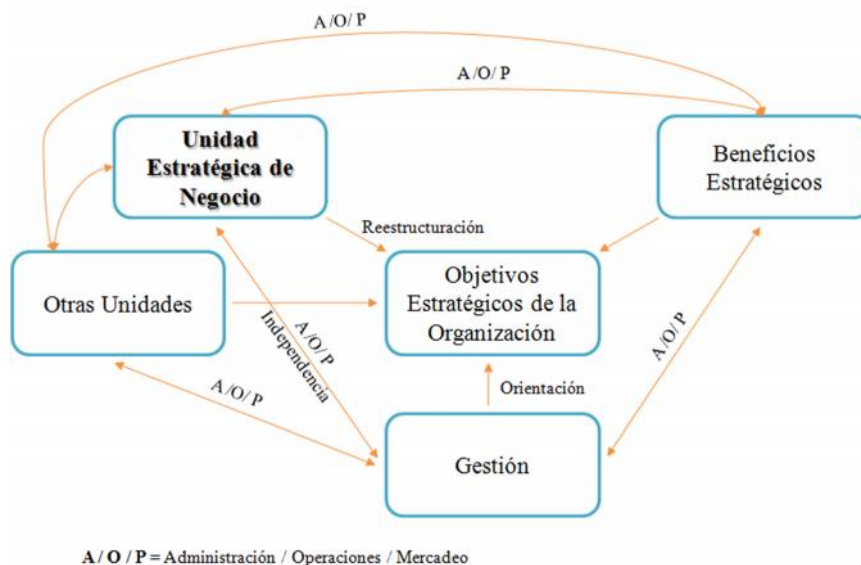 A/O/P
A/O/P
Unidad
Estratégica de
Negocio
Beneficios
Estratégicos
Reestructuración
Otras Unidades
Objetivos
Estratégicos de la
Organización
A/O/P
Independencia
A/O/P
A/O/P
Orientación
Gestión
A/ O / P = Administración / Operaciones / Mercadeo